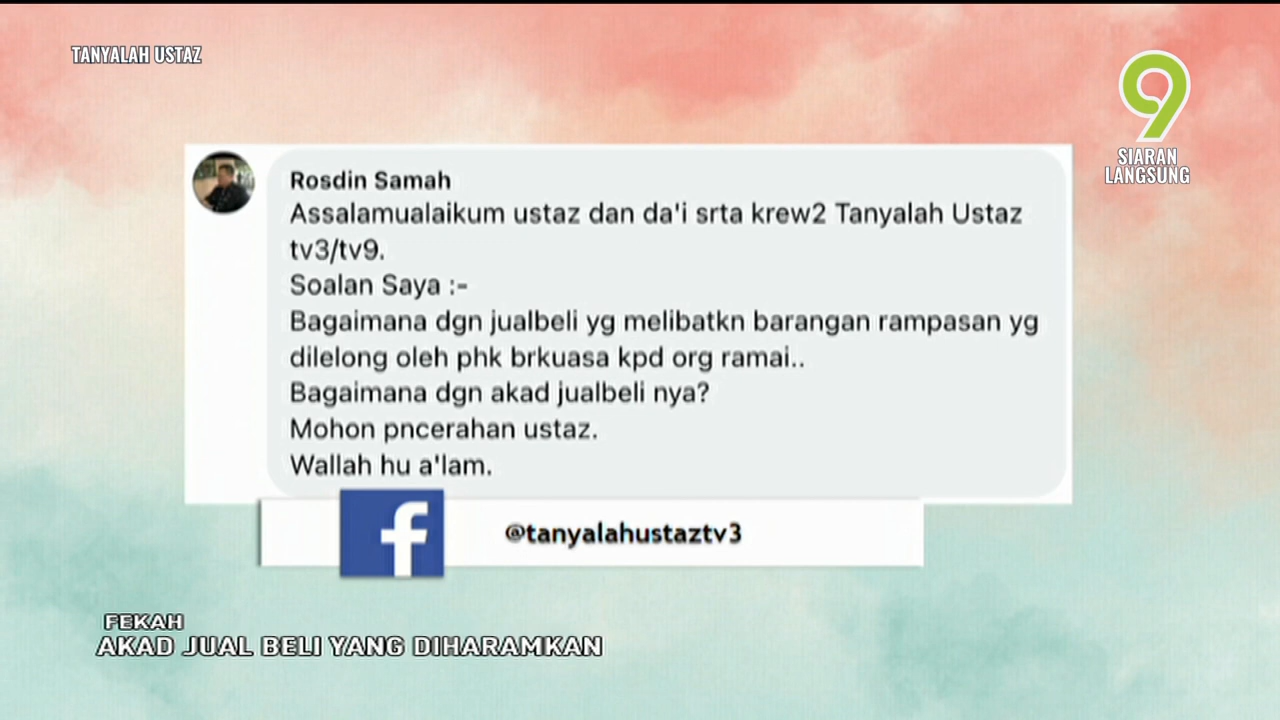 TANYALAH USTAZ
9
SIARAN
LANGSUNG
Rosdin Samah
Assalamualaikum ustaz dan da'i srta krew2 Tanyalah Ustaz
tv3/tv9.
Soalan Saya :-
Bagaimana dgn jualbeli yg melibatkn barangan rampasan yg
dilelong oleh phk brkuasa kpd org ramai..
Bagaimana dgn akad jualbeli nya?
Mohon pncerahan ustaz.
Wallah hu a'lam.
f
@tanyalahustaztv3
FEKAH
AKAD JUAL BELI YANG DIHARAMKAN